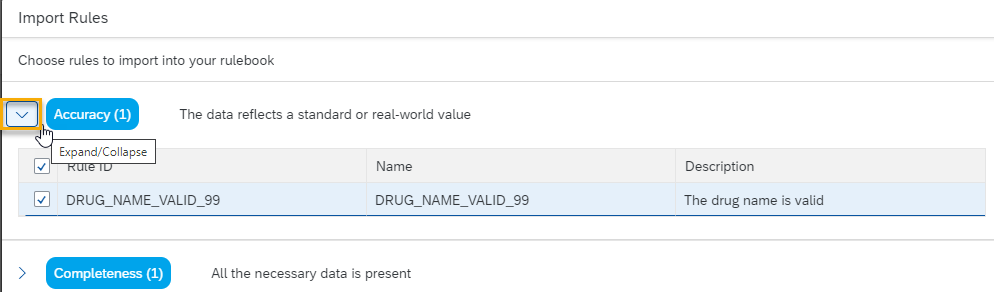 Import Rules
Choose rules to import into your rulebook
Accuracy (1) The data reflects a standard or real-world value
Expand/Collapse
Rule ID Name Description
DRUG_NAME_VALID_99 DRUG_NAME_VALID_99 The drug name is valid
Completeness (1) All the necessary data is present